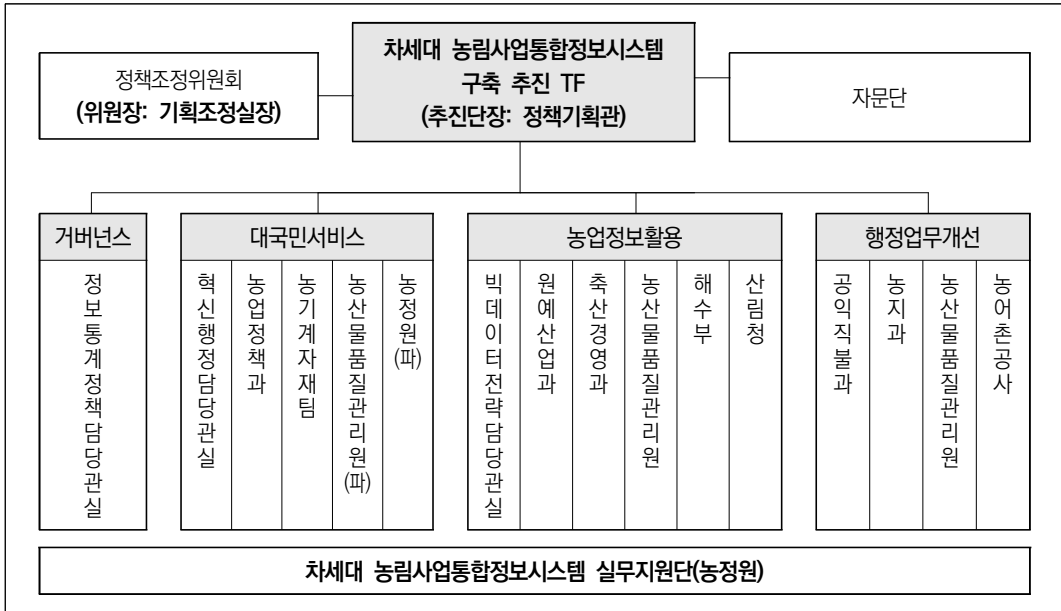 정책조정위원회
(위원장: 기획조정실장)
차세대 농림사업통합정보시스템
구축 추진 TF
(추진단장: 정책기획관)
자문단
거버넌스
정보통계정책담당관실
대국민서비스
혁신행정담당관실
농업정책과
농기계자재팀
농산물품질관리원(파)
농정원(파)
농업정보활용
빅데이터전략담당관실
원예산업과
축산경영과
농산물품질관리원
해수부
산림청
행정업무개선
공익직불과
농지과
농산물품질관리원
농어촌공사
차세대 농림사업통합정보시스템 실무지원단(농정원)